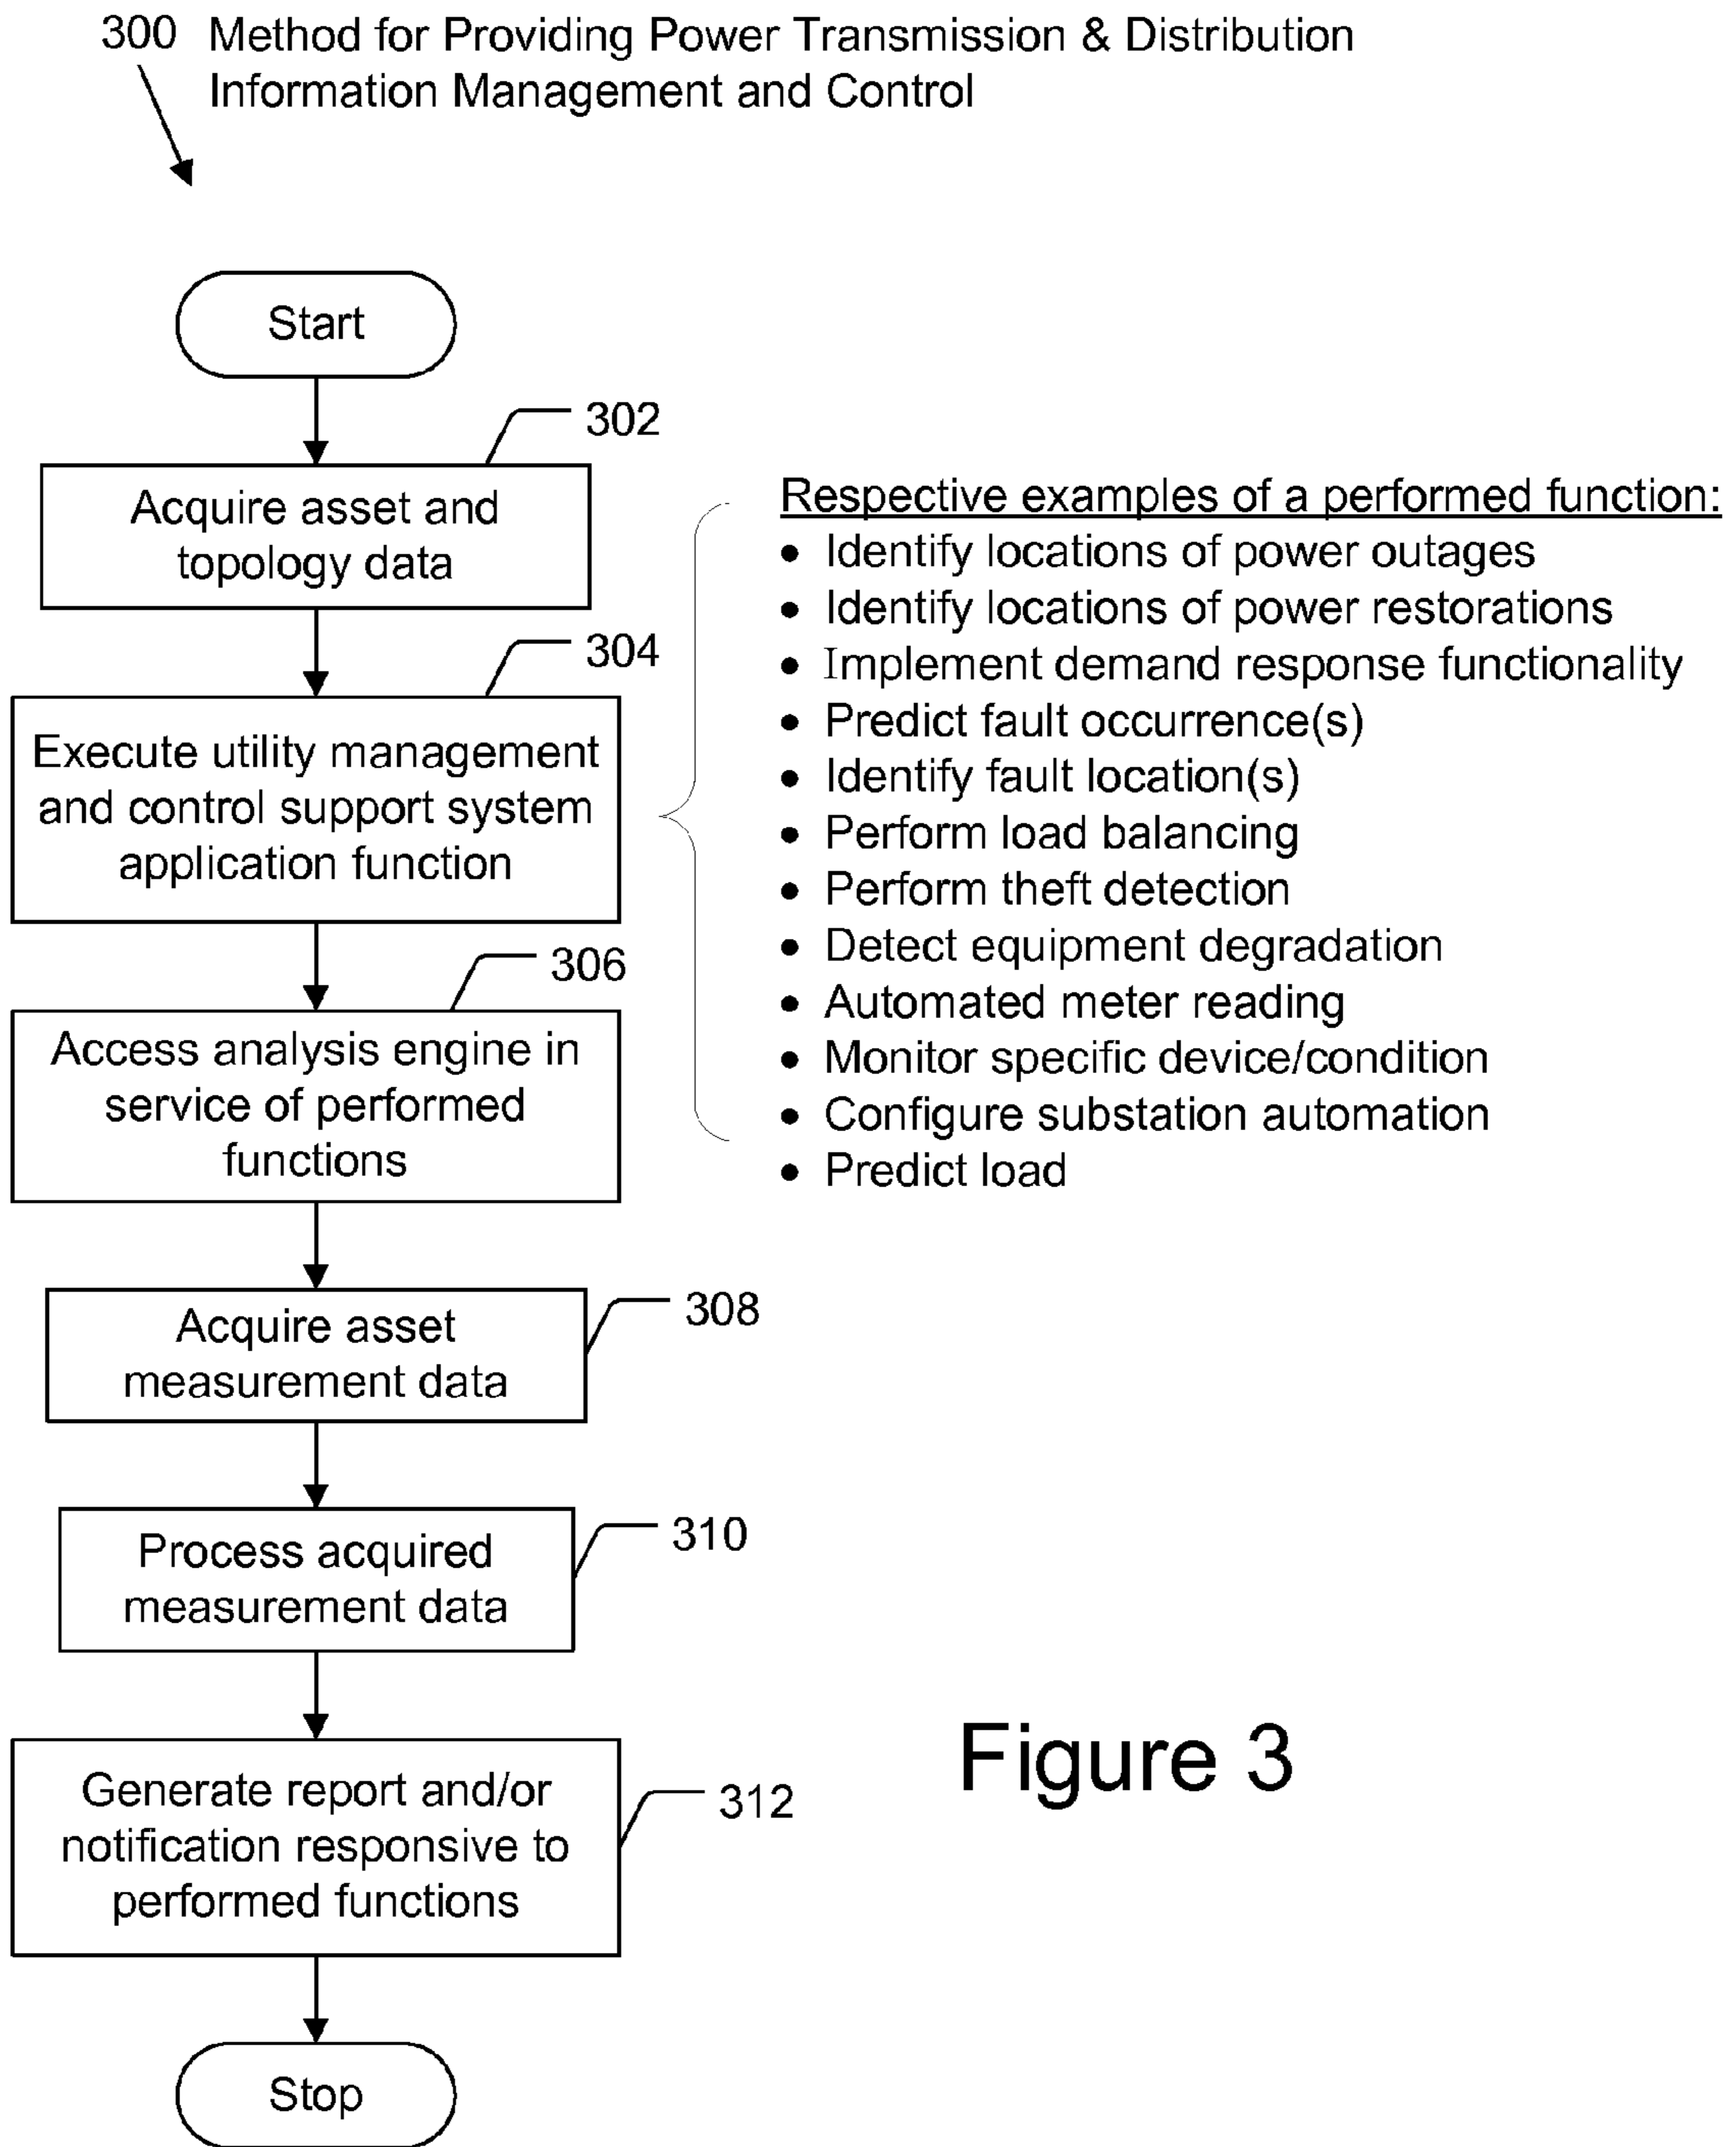 300 Method for Providing Power Transmission & Distribution
Information Management and Control
Start
302
Acquire asset and
topology data
304
Execute utility management
and control support system
application function
Respective examples of a performed function:
• Identify locations of power outages
• Identify locations of power restorations
• Implement demand response functionality
• Predict fault occurrence(s)
• Identify fault location(s)
• Perform load balancing
• Perform theft detection
• Detect equipment degradation
• Automated meter reading
• Monitor specific device/condition
• Configure substation automation
• Predict load
306
Access analysis engine in
service of performed
functions
308
Acquire asset
measurement data
310
Process acquired
measurement data
312
Generate report and/or
notification responsive to
performed functions
Stop
Figure 3